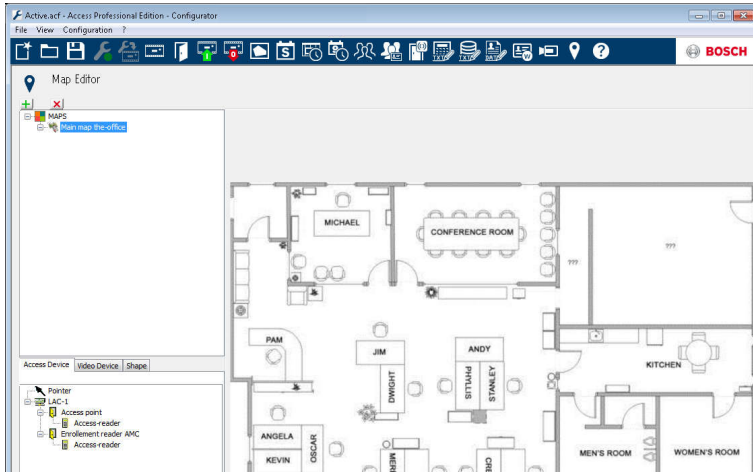 Active.acf - Access Professional Edition - Configurator
File View Configuration ?
BOSCH
Map Editor
MAPS
Main map the-office
MICHAEL
CONFERENCE ROOM
???
???
PAM
JIM
ANDY
DWIGHT
PHYLLIS
STANLEY
KITCHEN
ANGELA
OSCAR
KEVIN
MEN'S ROOM
WOMEN'S ROOM
Access Device Video Device Shape
Pointer
LAC-1
Access point
Access-reader
Enrollement reader AMC
Access-reader